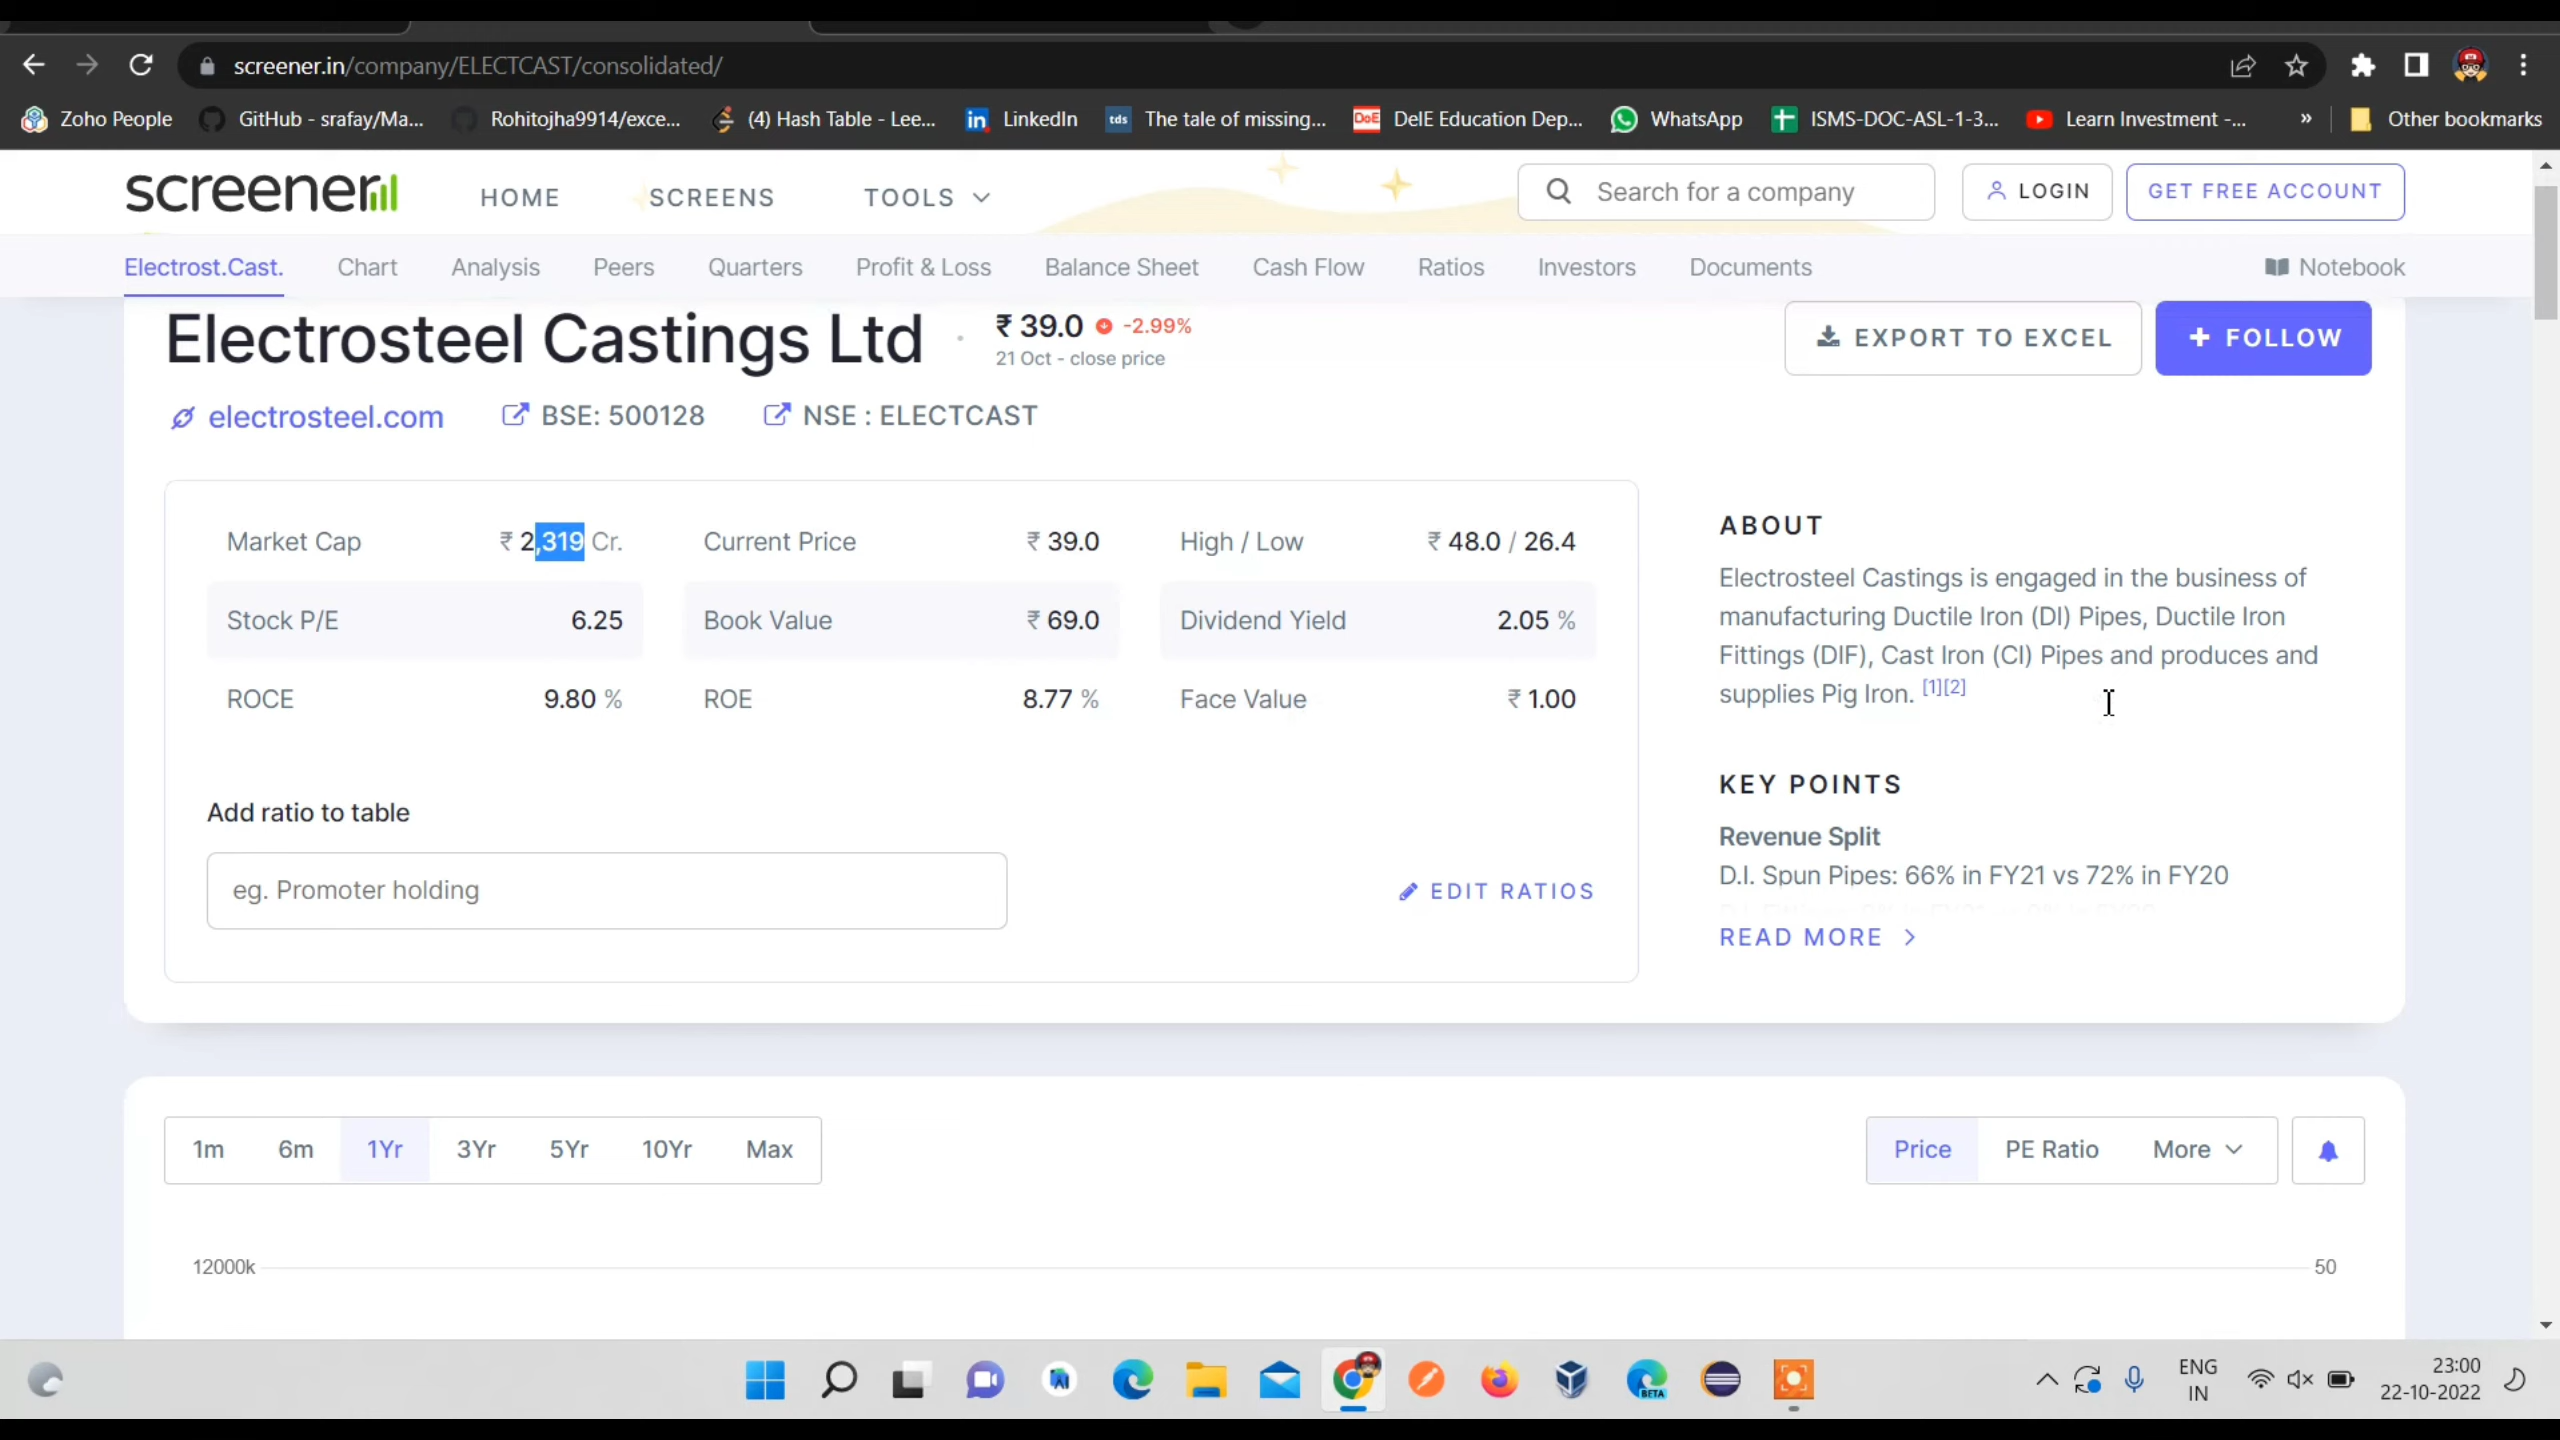 screener.in/company/ELECTCAST/consolidated/
Zoho People GitHub - srafay/Ma... Rohitojha9914/exce... (4) Hash Table - Lee... in LinkedIn tds The tale of missing... DoE DelE Education Dep... WhatsApp ISMS-DOC-ASL-1-3... Learn Investment -... » Other bookmarks
screener HOME SCREENS TOOLS Search for a company LOGIN GET FREE ACCOUNT
Electrost.Cast. Chart Analysis Peers Quarters Profit & Loss Balance Sheet Cash Flow Ratios Investors Documents Notebook
Electrosteel Castings Ltd · ₹ 39.0 -2.99%
21 Oct - close price
EXPORT TO EXCEL + FOLLOW
electrosteel.com BSE: 500128 NSE : ELECTCAST
Market Cap ₹ 2,319 Cr. Current Price ₹ 39.0 High / Low ₹ 48.0 / 26.4
Stock P/E 6.25 Book Value ₹ 69.0 Dividend Yield 2.05 %
ROCE 9.80 % ROE 8.77 % Face Value ₹ 1.00
Add ratio to table
eg. Promoter holding
EDIT RATIOS
ABOUT
Electrosteel Castings is engaged in the business of
manufacturing Ductile Iron (DI) Pipes, Ductile Iron
Fittings (DIF), Cast Iron (CI) Pipes and produces and
supplies Pig Iron. [1][2]
KEY POINTS
Revenue Split
D.I. Spun Pipes: 66% in FY21 vs 72% in FY20
READ MORE >
1m 6m 1Yr 3Yr 5Yr 10Yr Max
Price PE Ratio More
12000k 50
BETA
ENG
IN
23:00
22-10-2022